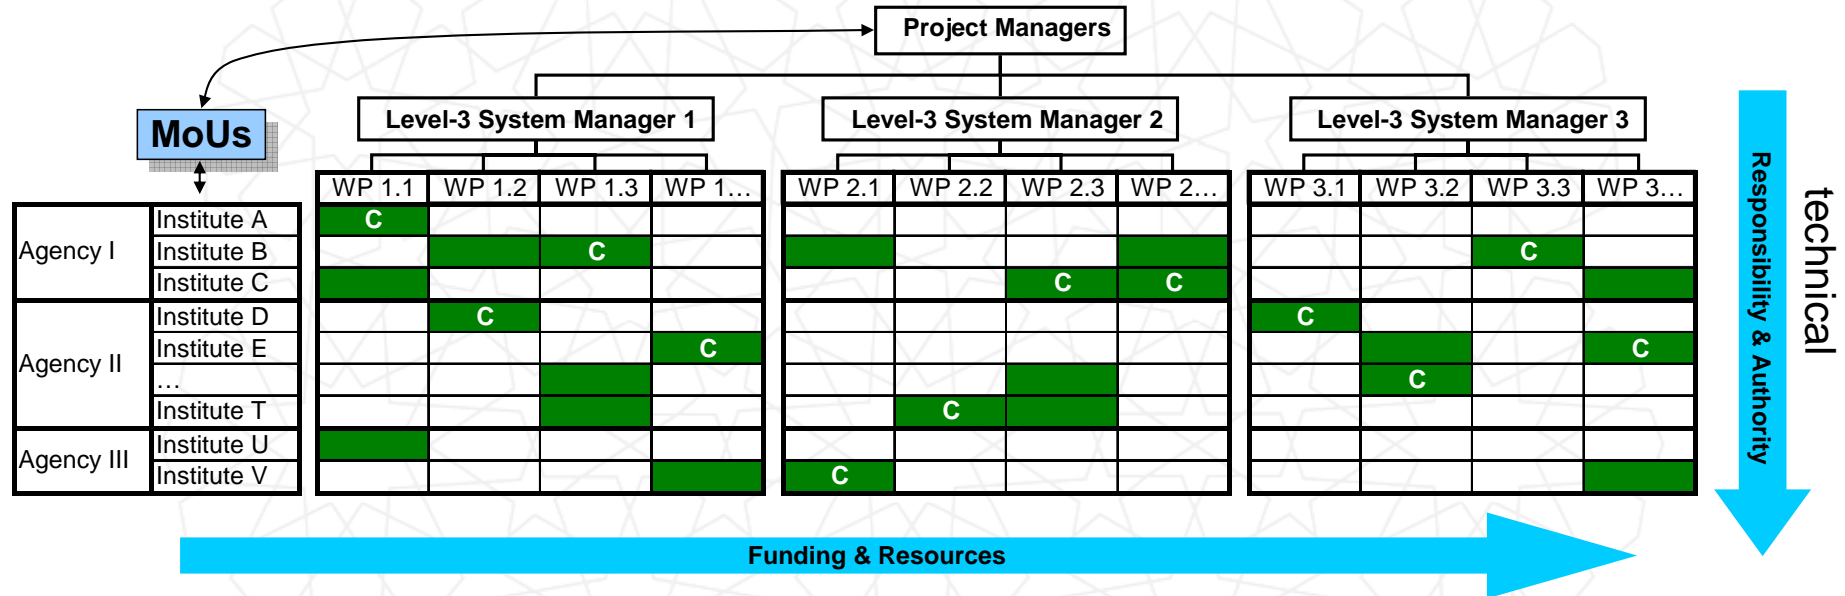 Project Managers
MoUs
Level-3 System Manager 1
Level-3 System Manager 2
Level-3 System Manager 3
WP 1.1 WP 1.2 WP 1.3 WP 1... WP 2.1 WP 2.2 WP 2.3 WP 2... WP 3.1 WP 3.2 WP 3.3 WP 3...
Agency I
Institute A C
Institute B C C
Institute C C C
Agency II
Institute D C C
Institute E C C
... C
Institute T C
Agency III
Institute U
Institute V C
Funding & Resources
Responsibility & Authority
technical